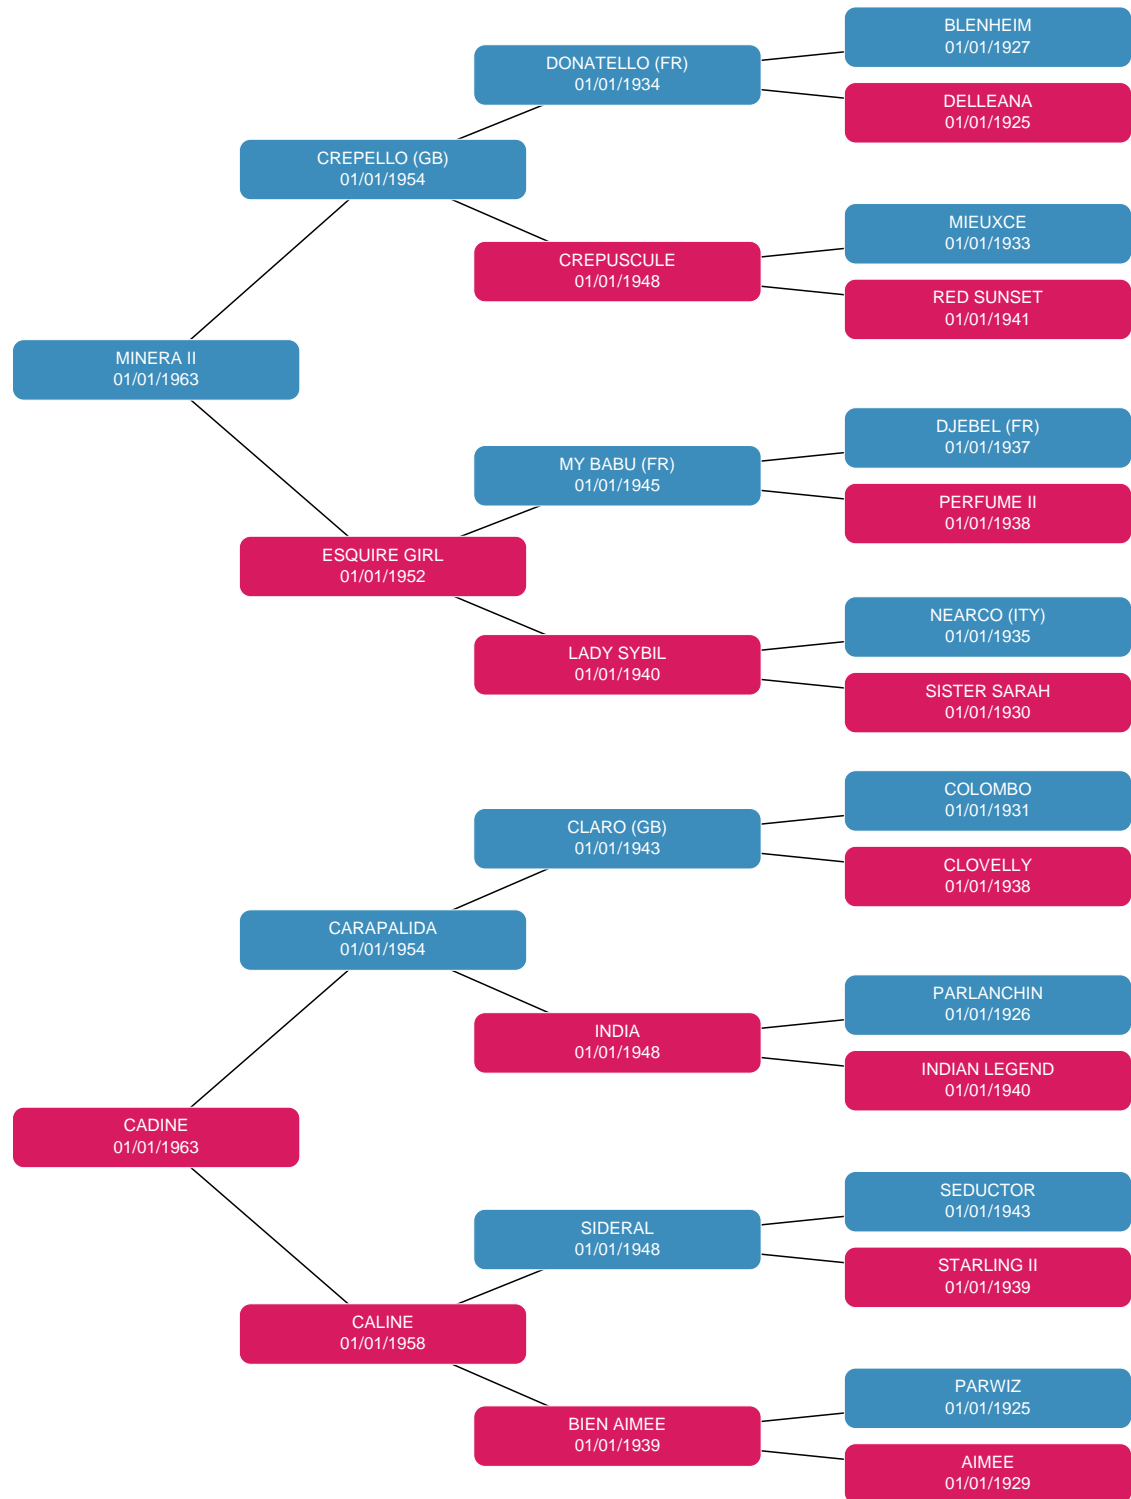 BLENHEIM
01/01/1927
DONATELLO (FR)
01/01/1934
DELLEANA
01/01/1925
CREPELLO (GB)
01/01/1954
MIEUXCE
01/01/1933
CREPUSCULE
01/01/1948
RED SUNSET
01/01/1941
MINERA II
01/01/1963
DJEBEL (FR)
01/01/1937
MY BABU (FR)
01/01/1945
PERFUME II
01/01/1938
ESQUIRE GIRL
01/01/1952
NEARCO (ITY)
01/01/1935
LADY SYBIL
01/01/1940
SISTER SARAH
01/01/1930
COLOMBO
01/01/1931
CLARO (GB)
01/01/1943
CLOVELLY
01/01/1938
CARAPALIDA
01/01/1954
PARLANCHIN
01/01/1926
INDIA
01/01/1948
INDIAN LEGEND
01/01/1940
CADINE
01/01/1963
SEDUCTOR
01/01/1943
SIDERAL
01/01/1948
STARLING II
01/01/1939
CALINE
01/01/1958
PARWIZ
01/01/1925
BIEN AIMEE
01/01/1939
AIMEE
01/01/1929